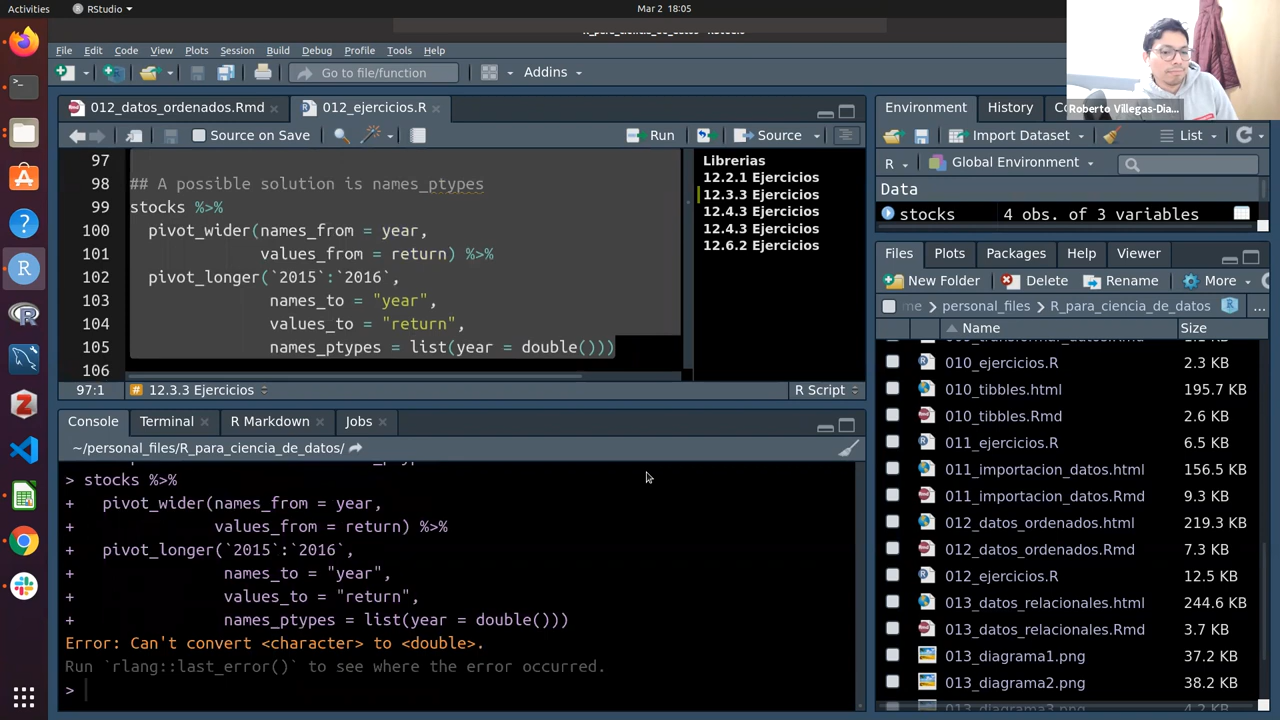 Activities
RStudio
Mar 2 18:05
File Edit Code View Plots Session Build Debug Profile Tools Help
Go to file/function
Addins
Roberto Villegas-Dia...
012_datos_ordenados.Rmd
012_ejercicios.R
Source on Save
Run
Source
97
98 ## A possible solution is names_ptypes
99 stocks %>%
100 pivot_wider(names_from = year,
101 values_from = return) %>%
102 pivot_longer(`2015`:`2016`,
103 names_to = "year",
104 values_to = "return",
105 names_ptypes = list(year = double()))
106
Librerias
12.2.1 Ejercicios
12.3.3 Ejercicios
12.4.3 Ejercicios
12.4.3 Ejercicios
12.6.2 Ejercicios
97:1
# 12.3.3 Ejercicios
R Script
Console
Terminal
R Markdown
Jobs
~/personal_files/R_para_ciencia_de_datos/
> stocks %>%
+ pivot_wider(names_from = year,
+ values_from = return) %>%
+ pivot_longer(`2015`:`2016`,
+ names_to = "year",
+ values_to = "return",
+ names_ptypes = list(year = double()))
Error: Can't convert <character> to <double>.
Run `rlang::last_error()` to see where the error occurred.
>
Environment
History
Import Dataset
List
R
Global Environment
Data
stocks 4 obs. of 3 variables
Files
Plots
Packages
Help
Viewer
New Folder
Delete
Rename
More
me
personal_files
R_para_ciencia_de_datos
...
Name
Size
010_ejercicios.R 2.3 KB
010_tibbles.html 195.7 KB
010_tibbles.Rmd 2.6 KB
011_ejercicios.R 6.5 KB
011_importacion_datos.html 156.5 KB
011_importacion_datos.Rmd 9.3 KB
012_datos_ordenados.html 219.3 KB
012_datos_ordenados.Rmd 7.3 KB
012_ejercicios.R 12.5 KB
013_datos_relacionales.html 244.6 KB
013_datos_relacionales.Rmd 3.7 KB
013_diagrama1.png 37.2 KB
013_diagrama2.png 38.2 KB
013_diagrama3.png 4.2 KB